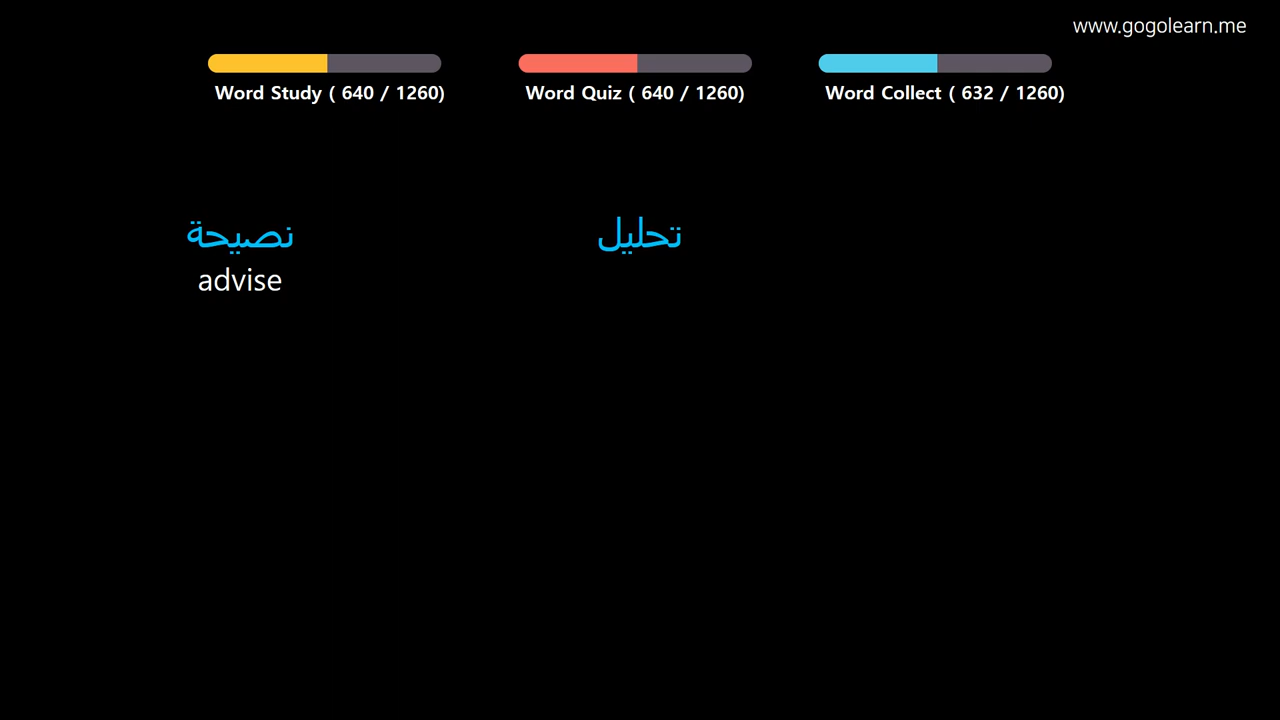 www.gogolearn.me
Word Study ( 640 / 1260)
Word Quiz ( 640 / 1260)
Word Collect ( 632 / 1260)
نصيحة
advise
تحليل